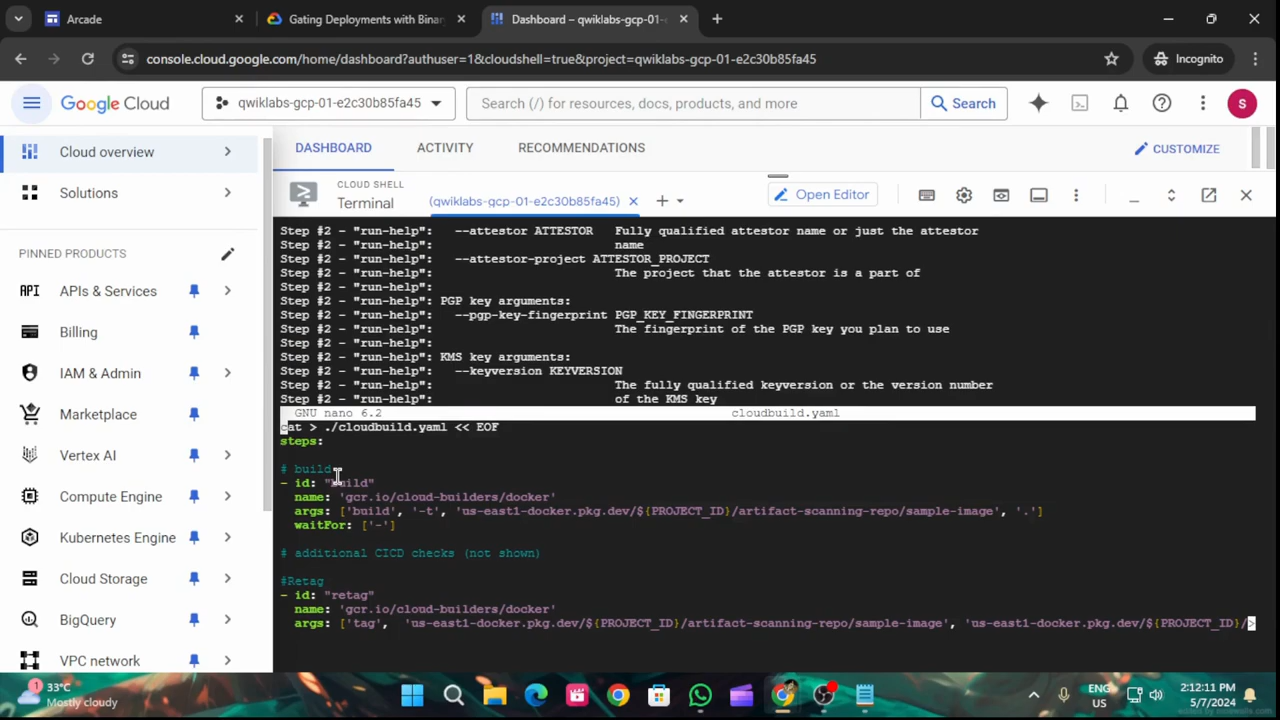 Arcade
Gating Deployments with Binar
Dashboard – qwiklabs-gcp-01-
console.cloud.google.com/home/dashboard?authuser=1&cloudshell=true&project=qwiklabs-gcp-01-e2c30b85fa45
Incognito
Google Cloud
qwiklabs-gcp-01-e2c30b85fa45
Search (/) for resources, docs, products, and more
Search
S
Cloud overview
Solutions
PINNED PRODUCTS
API APIs & Services
Billing
IAM & Admin
Marketplace
Vertex AI
Compute Engine
Kubernetes Engine
Cloud Storage
BigQuery
VPC network
DASHBOARD
ACTIVITY
RECOMMENDATIONS
CUSTOMIZE
CLOUD SHELL
Terminal
(qwiklabs-gcp-01-e2c30b85fa45)
Open Editor
Step #2 - "run-help":   --attestor ATTESTOR   Fully qualified attestor name or just the attestor
Step #2 - "run-help":                         name
Step #2 - "run-help":   --attestor-project ATTESTOR_PROJECT
Step #2 - "run-help":                         The project that the attestor is a part of
Step #2 - "run-help":
Step #2 - "run-help": PGP key arguments:
Step #2 - "run-help":   --pgp-key-fingerprint PGP_KEY_FINGERPRINT
Step #2 - "run-help":                         The fingerprint of the PGP key you plan to use
Step #2 - "run-help":
Step #2 - "run-help": KMS key arguments:
Step #2 - "run-help":   --keyversion KEYVERSION
Step #2 - "run-help":                         The fully qualified keyversion or the version number
Step #2 - "run-help":                         of the KMS key
GNU nano 6.2 cloudbuild.yaml
cat > ./cloudbuild.yaml << EOF
steps:
# build
- id: "build"
  name: 'gcr.io/cloud-builders/docker'
  args: ['build', '-t', 'us-east1-docker.pkg.dev/${PROJECT_ID}/artifact-scanning-repo/sample-image', '.']
  waitFor: ['-']
# additional CICD checks (not shown)
#Retag
- id: "retag"
  name: 'gcr.io/cloud-builders/docker'
  args: ['tag',  'us-east1-docker.pkg.dev/${PROJECT_ID}/artifact-scanning-repo/sample-image', 'us-east1-docker.pkg.dev/${PROJECT_ID}/>
1
33°C
Mostly cloudy
ENG
US
2:12:11 PM
5/7/2024